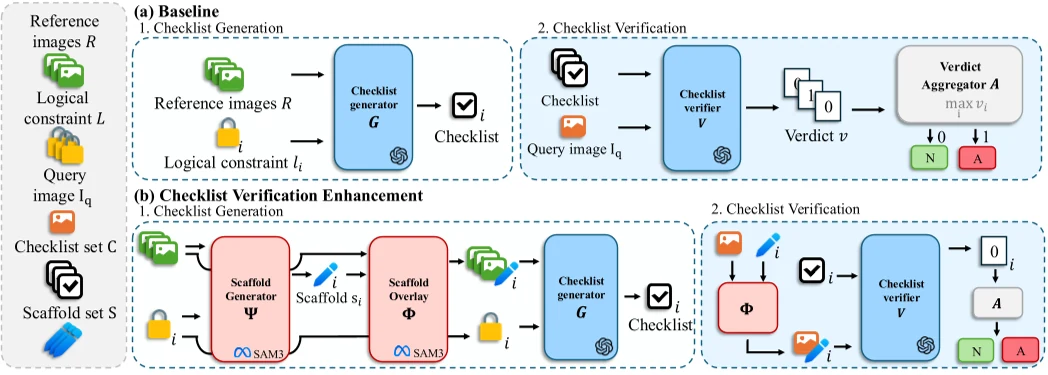 Reference
images R
Logical
constraint L
Query
image Iq
Checklist set C
Scaffold set S
(a) Baseline
1. Checklist Generation
Reference images R
i
Logical constraint li
Checklist
generator
G
i
Checklist
2. Checklist Verification
Checklist
Query image Iq
Checklist
verifier
V
0
1
0
Verdict v
Verdict
Aggregator A
max vi
i
0
1
N
A
(b) Checklist Verification Enhancement
1. Checklist Generation
i
Scaffold
Generator
Ψ
SAM3
i
Scaffold si
Scaffold
Overlay
Φ
SAM3
i
i
Checklist
generator
G
i
Checklist
2. Checklist Verification
i
Φ
i
i
Checklist
verifier
V
0
i
A
N
A